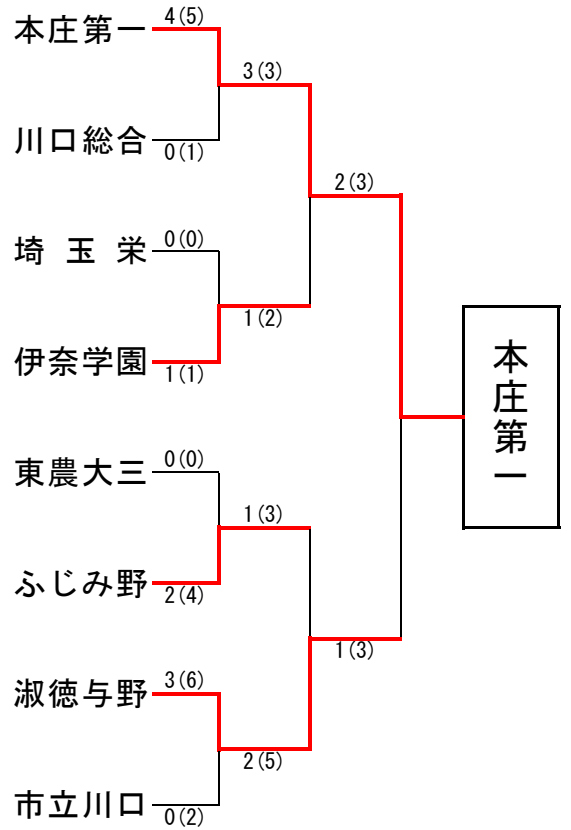 本庄第一
4(5)
3(3)
川口総合
0(1)
2(3)
埼玉栄
0(0)
1(2)
伊奈学園
1(1)
本庄第一
東農大三
0(0)
1(3)
ふじみ野
2(4)
1(3)
淑徳与野
3(6)
2(5)
市立川口
0(2)